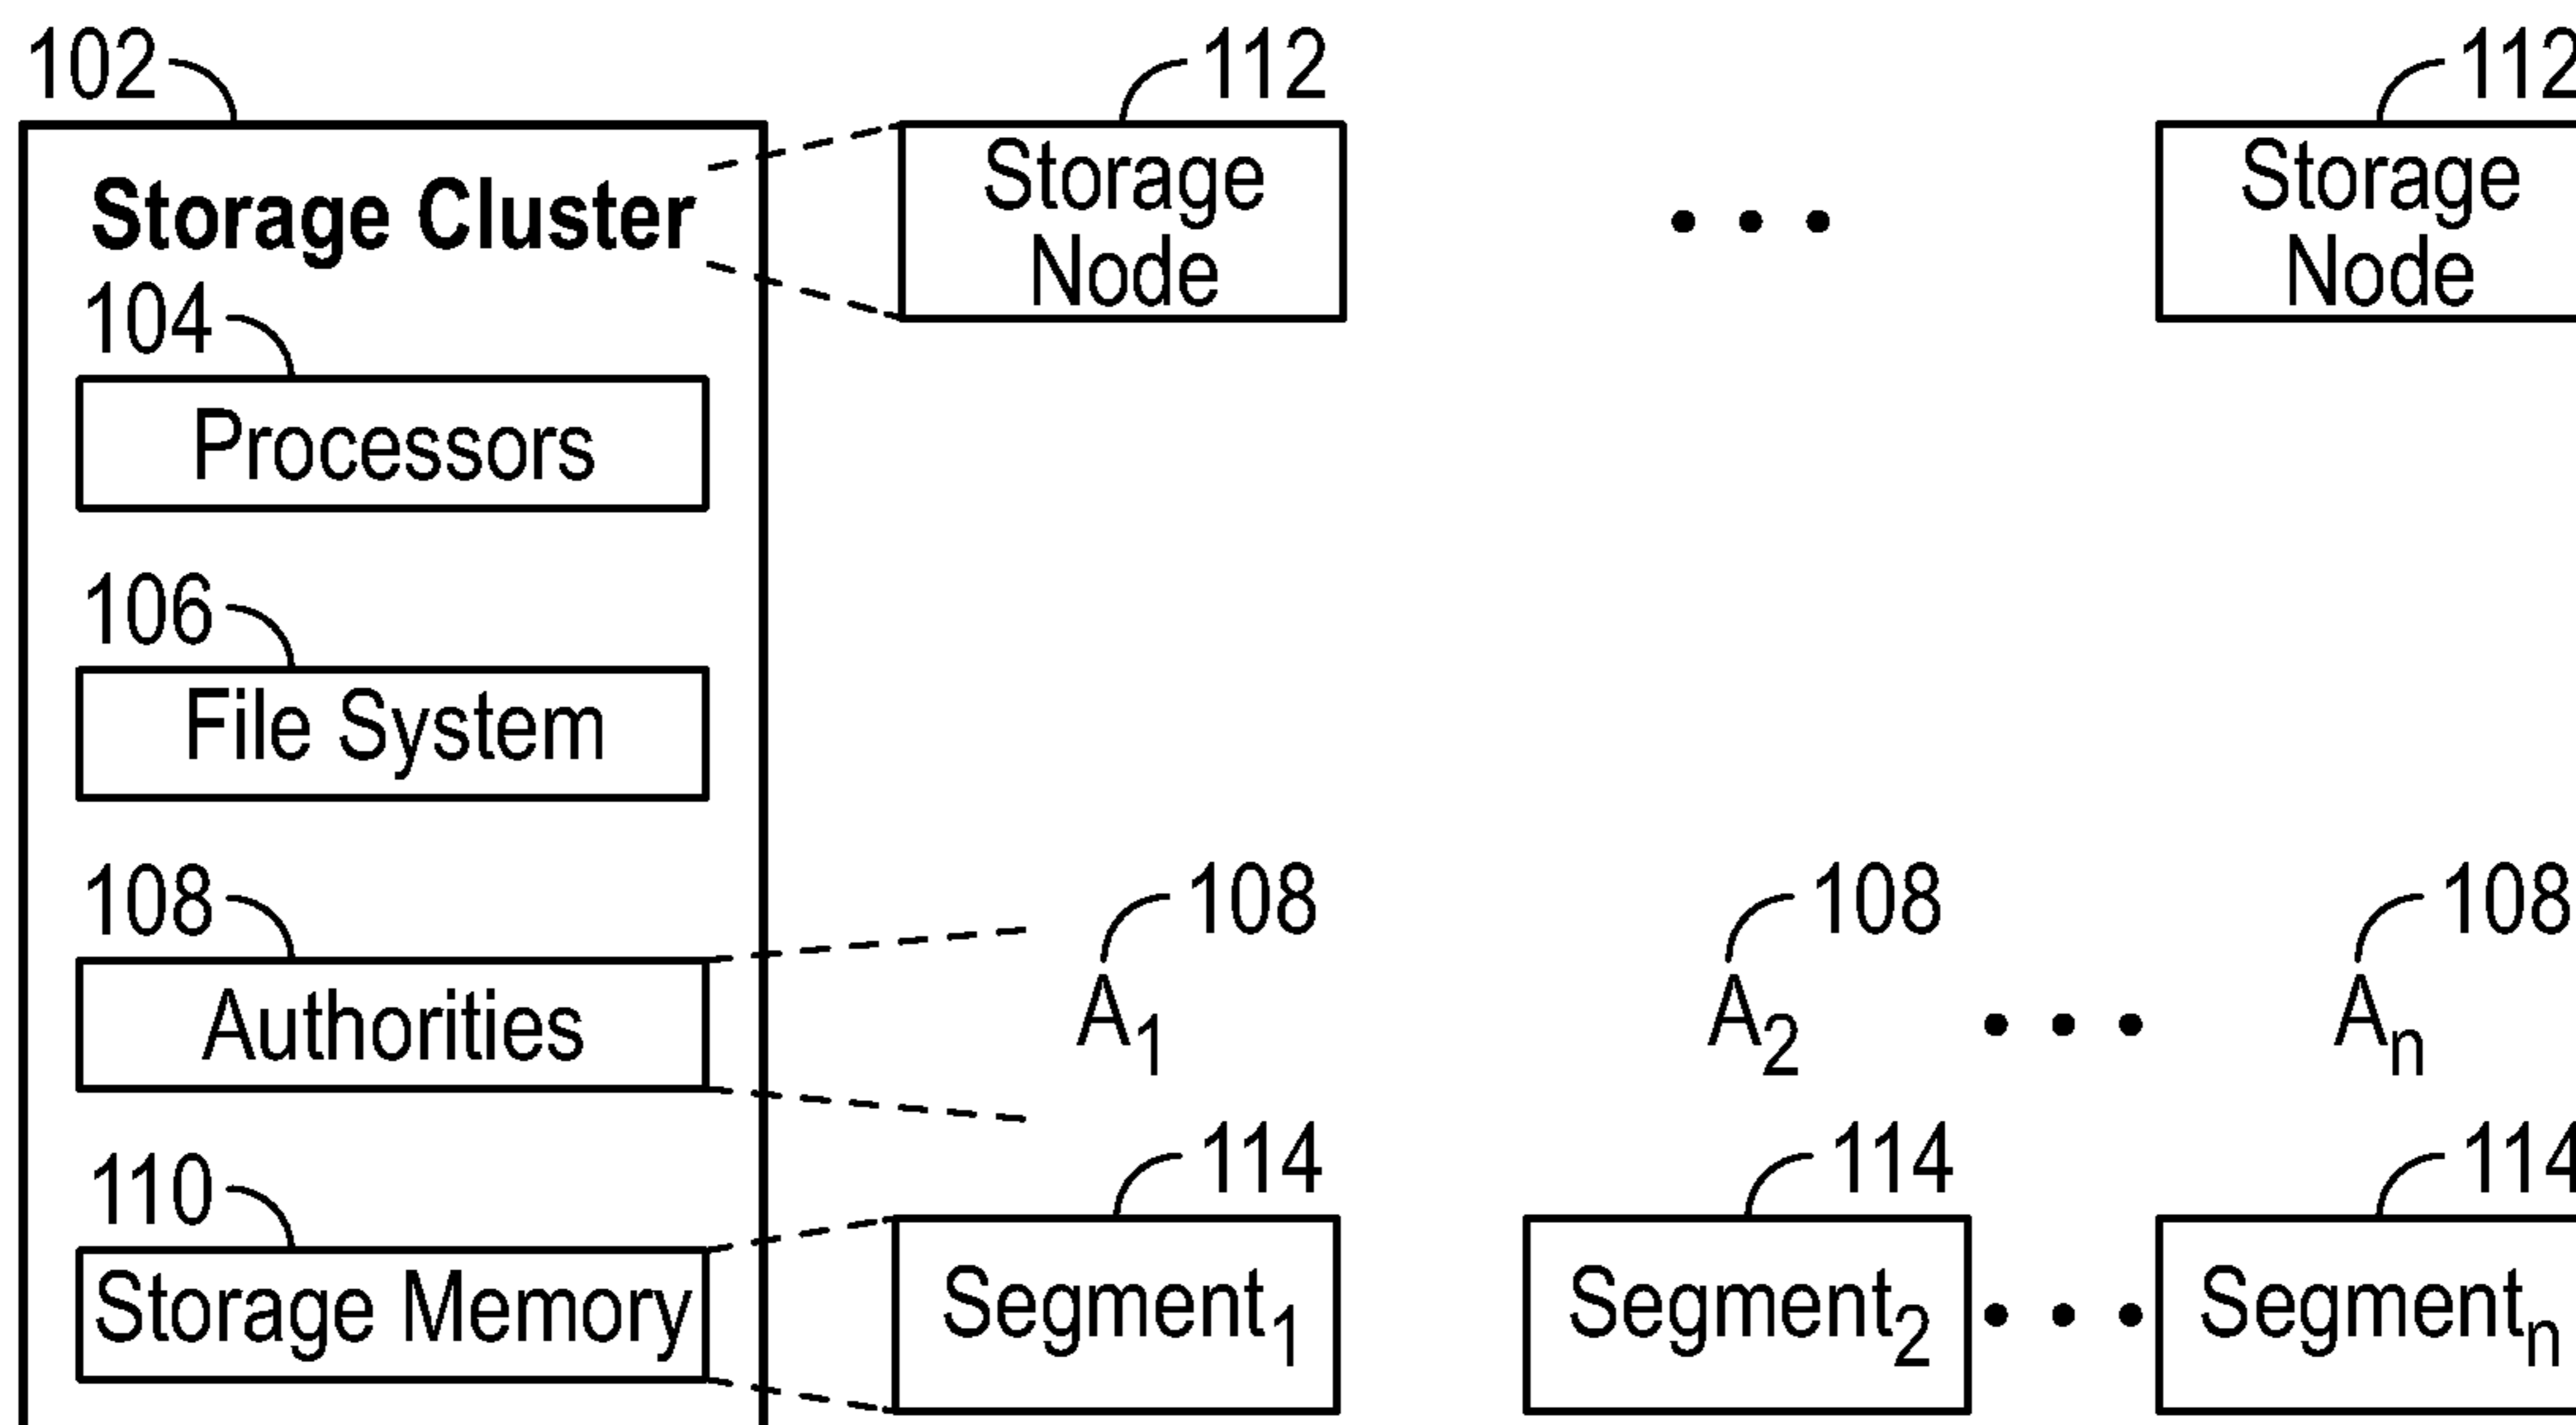 102
112
112
Storage Cluster
Storage
Node
Storage
Node
104
Processors
106
File System
108
108
108
108
Authorities
A1
A2
An
110
114
114
114
Storage Memory
Segment1
Segment2
Segmentn